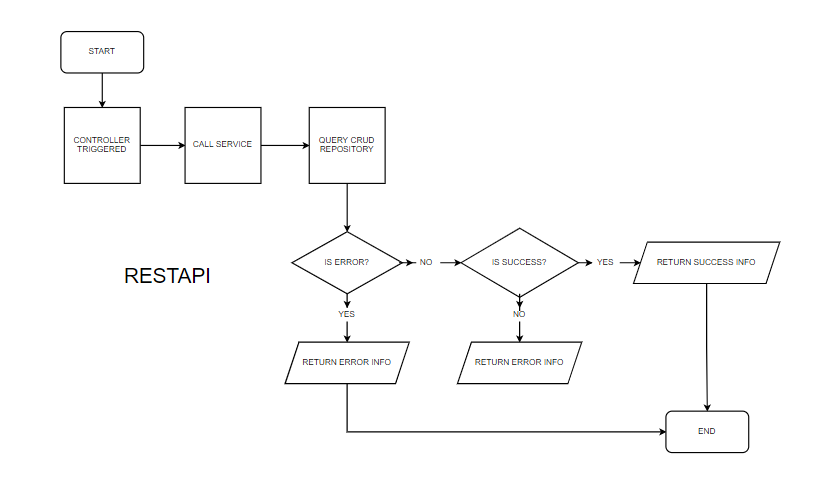 START
CONTROLLER
TRIGGERED
CALL SERVICE
QUERY CRUD
REPOSITORY
IS ERROR?
NO
IS SUCCESS?
YES
RETURN SUCCESS INFO
RESTAPI
YES
NO
RETURN ERROR INFO
RETURN ERROR INFO
END